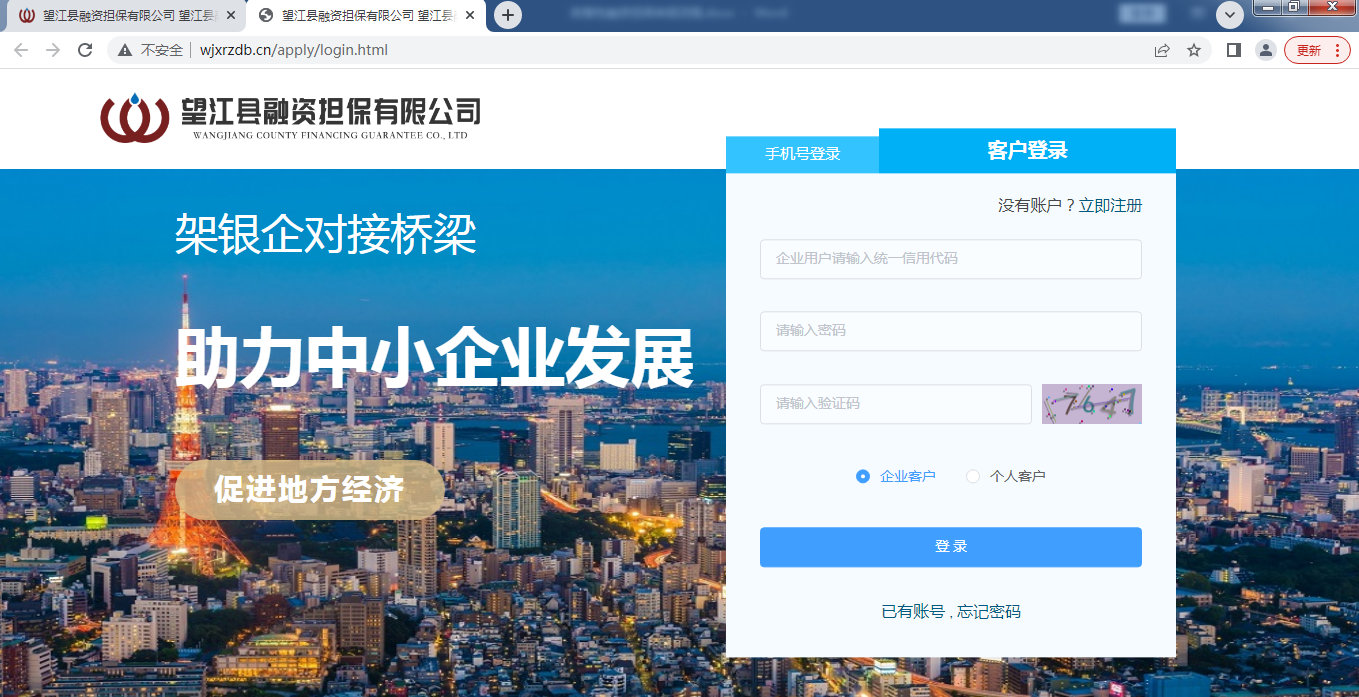 望江县融资担保有限公司 望江县
望江县融资担保有限公司 望江县
不安全
wjxrzdb.cn/apply/login.html
更新
望江县融资担保有限公司
WANGJIANG COUNTY FINANCING GUARANTEE CO., LTD
手机号登录
客户登录
没有账户？立即注册
架银企对接桥梁
企业用户请输入统一信用代码
助力中小企业发展
请输入密码
请输入验证码
7647
企业客户
个人客户
促进地方经济
登 录
已有账号 , 忘记密码